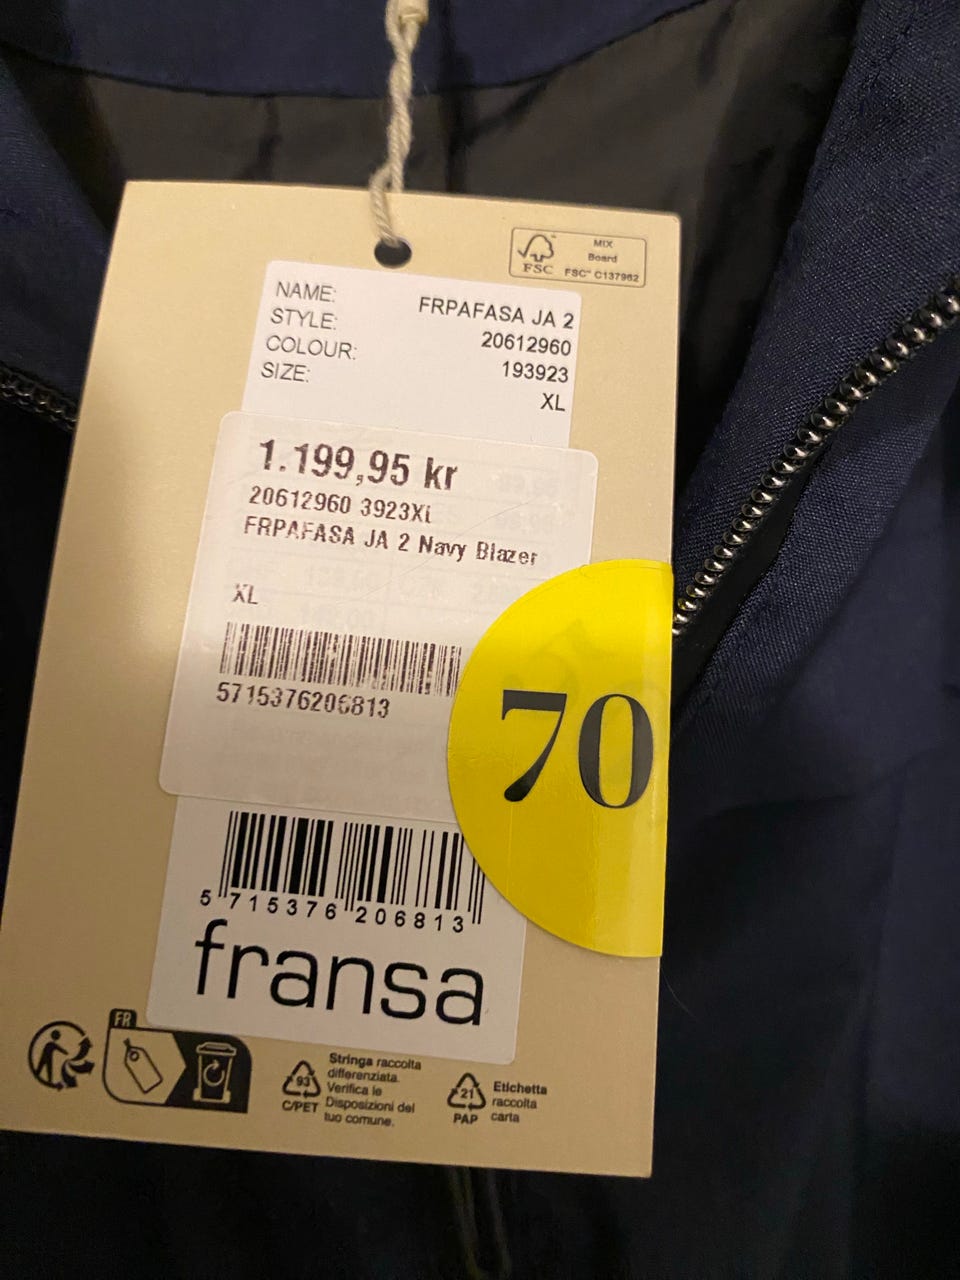 MIX
Board
FSC
FSC™ C137962
NAME: FRPAFASA JA 2
STYLE: 20612960
COLOUR: 193923
SIZE: XL
1.199,95 kr
20612960 3923XL
FRPAFASA JA 2 Navy Blazer
XL
5715376206813
70
5 715376 206813
fransa
FR
93
C/PET
Stringa raccolta
differenziata.
Verifica le
Disposizioni del
tuo comune.
21
PAP
Etichetta
raccolta
carta